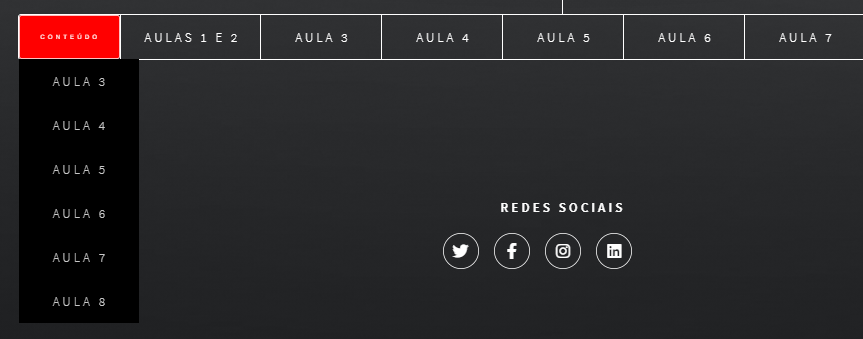 CONTEÚDO AULAS 1 E 2 AULA 3 AULA 4 AULA 5 AULA 6 AULA 7
AULA 3
AULA 4
AULA 5
AULA 6
AULA 7
AULA 8
REDES SOCIAIS